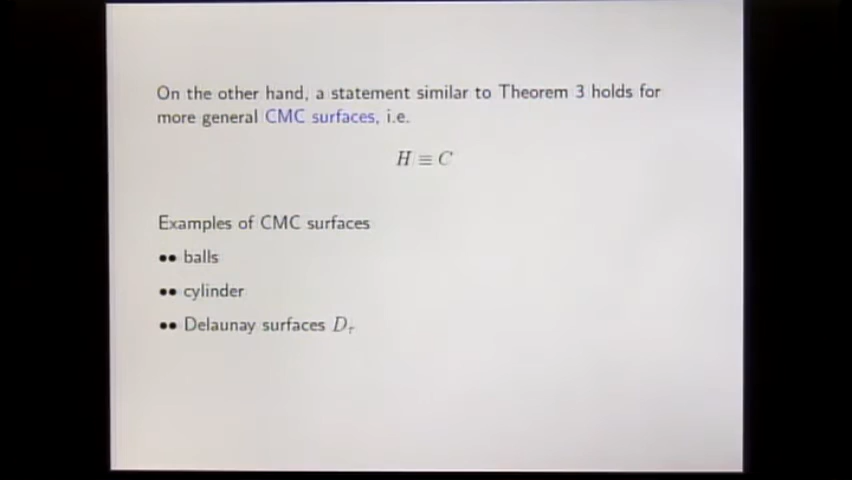 On the other hand, a statement similar to Theorem 3 holds for
more general CMC surfaces, i.e.
H ≡ C
Examples of CMC surfaces
•• balls
•• cylinder
•• Delaunay surfaces D_τ